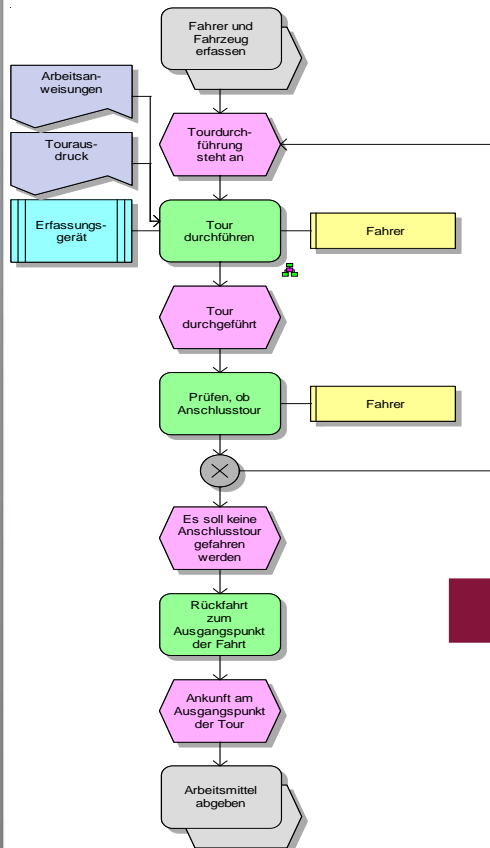 Fahrer und
Fahrzeug
erfassen
Arbeitsan-
weisungen
Tourdurch-
führung
steht an
Touraus-
druck
Erfassungs-
gerät
Tour
durchführen
Fahrer
Tour
durchgeführt
Prüfen, ob
Anschlusstour
Fahrer
Es soll keine
Anschlusstour
gefahren
werden
Rückfahrt
zum
Ausgangspunkt
der Fahrt
Ankunft am
Ausgangspunkt
der Tour
Arbeitsmittel
abgeben